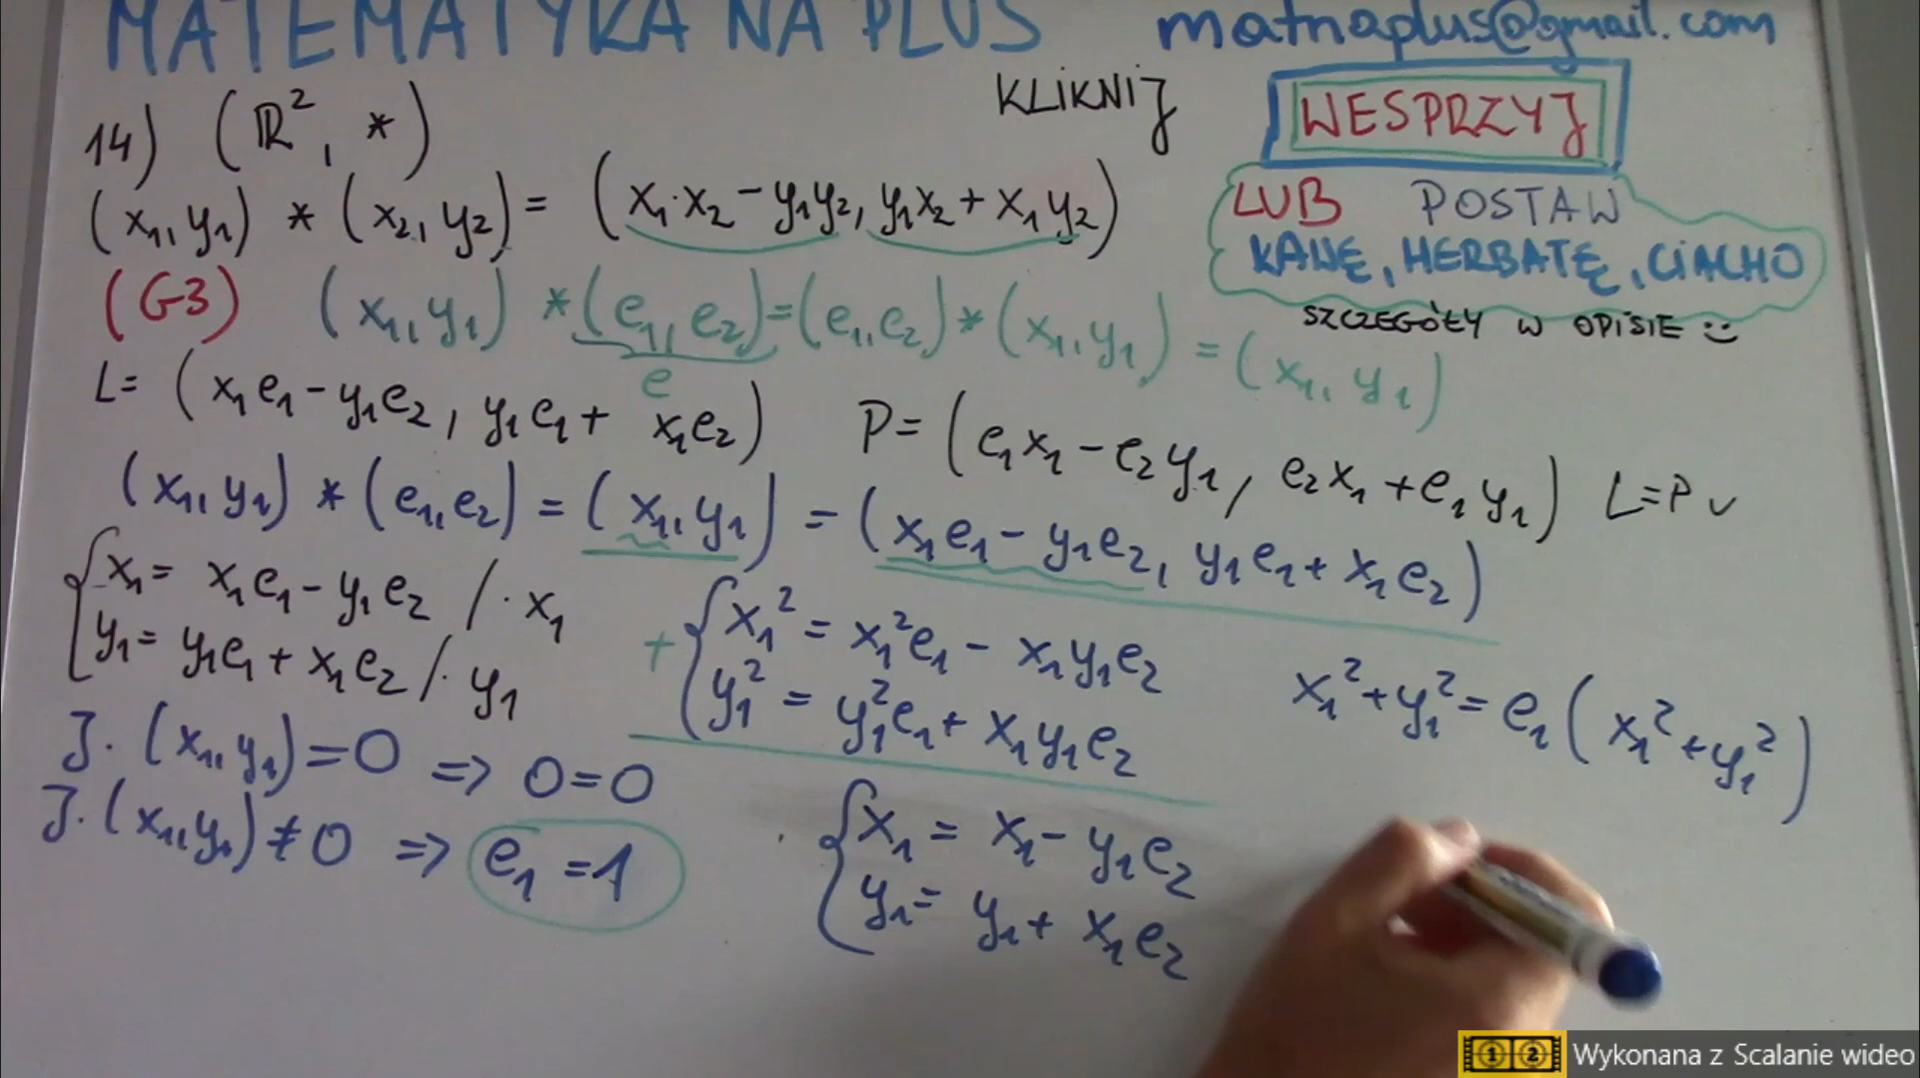 MATEMATYKA NA PLUS matnaplus@gmail.com
KLIKNIJ
WESPRZYJ
LUB POSTAW
KAWĘ, HERBATĘ, CIACHO
SZCZEGÓŁY W OPISIE :)
14) (ℝ², *)
(x₁, y₁) * (x₂, y₂) = (x₁·x₂ - y₁y₂, y₁x₂ + x₁y₂)
(G3) (x₁, y₁) * (e₁, e₂) = (e₁, e₂) * (x₁, y₁) = (x₁, y₁)
e
L = (x₁e₁ - y₁e₂, y₁e₁ + x₁e₂) P = (e₁x₁ - e₂y₁, e₂x₁ + e₁y₁) L=P ✓
(x₁, y₁) * (e₁, e₂) = (x₁, y₁) = (x₁e₁ - y₁e₂, y₁e₁ + x₁e₂)
{x₁ = x₁e₁ - y₁e₂ /· x₁
y₁ = y₁e₁ + x₁e₂ /· y₁
+ {x₁² = x₁²e₁ - x₁y₁e₂
y₁² = y₁²e₁ + x₁y₁e₂
x₁² + y₁² = e₁(x₁² + y₁²)
J. (x₁, y₁) = 0 => 0=0
J. (x₁, y₁) ≠ 0 => e₁ = 1
{x₁ = x₁ - y₁e₂
y₁ = y₁ + x₁e₂
1 2 Wykonana z Scalanie wideo